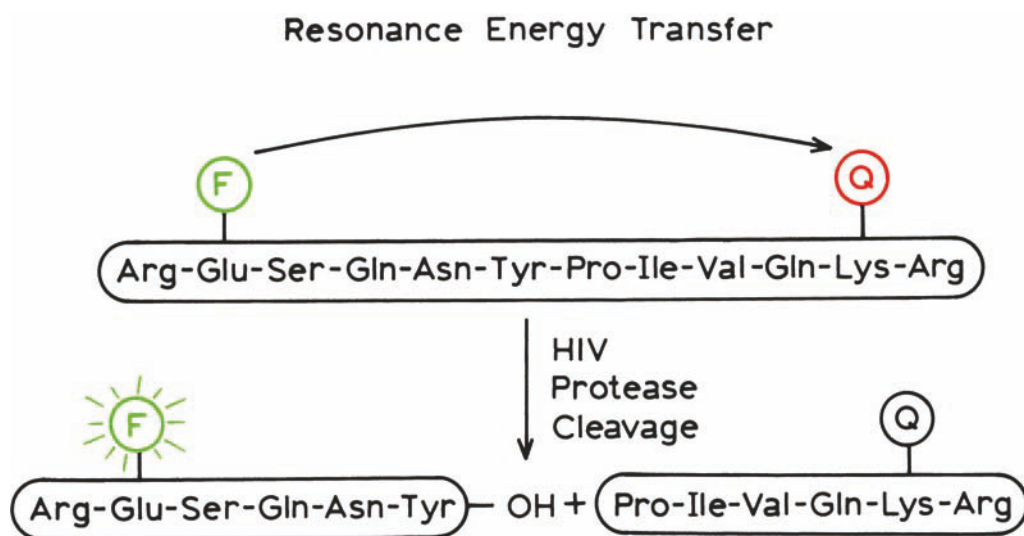 Resonance Energy Transfer
F
Q
Arg-Glu-Ser-Gln-Asn-Tyr-Pro-Ile-Val-Gln-Lys-Arg
HIV
Protease
Cleavage
F
Q
Arg-Glu-Ser-Gln-Asn-Tyr-OH + Pro-Ile-Val-Gln-Lys-Arg